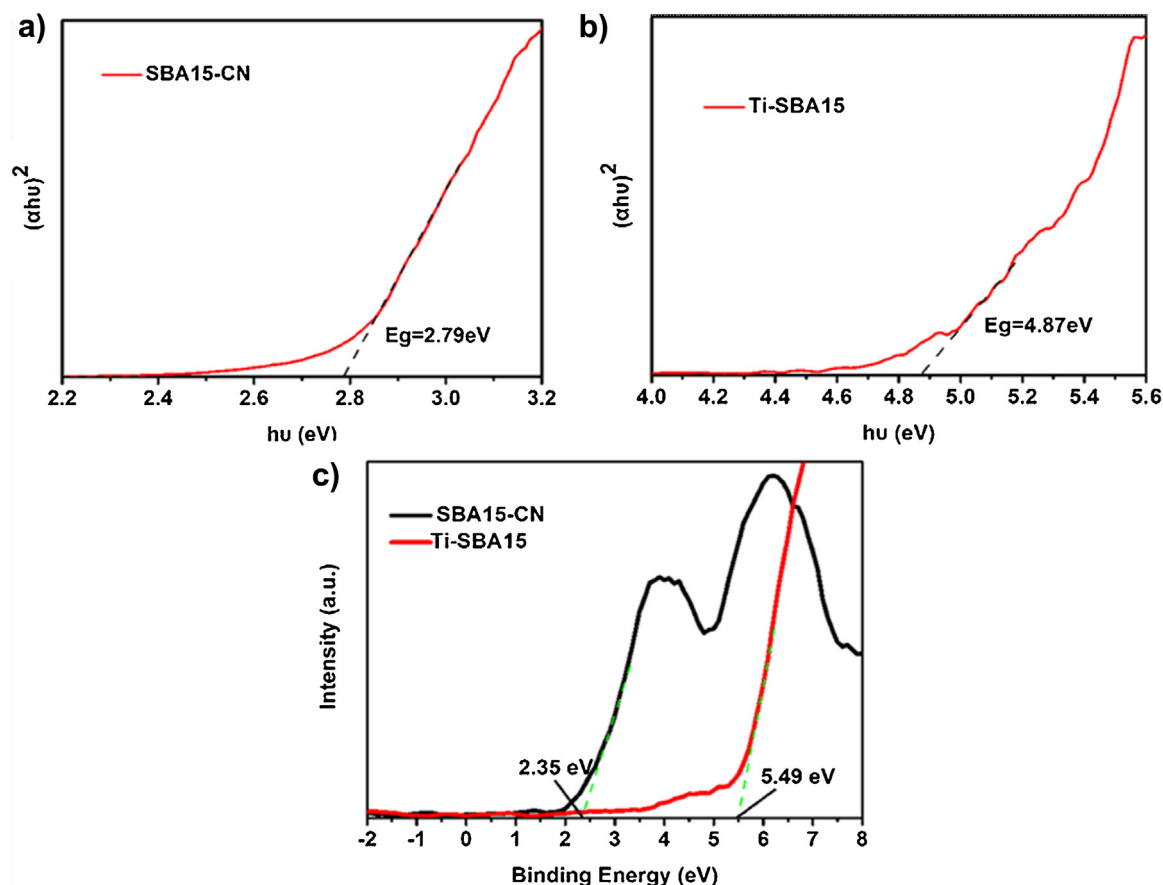 a)
SBA15-CN
(αhυ)²
Eg=2.79eV
2.2 2.4 2.6 2.8 3.0 3.2
hυ (eV)
b)
Ti-SBA15
(αhυ)²
Eg=4.87eV
4.0 4.2 4.4 4.6 4.8 5.0 5.2 5.4 5.6
hυ (eV)
c)
SBA15-CN
Ti-SBA15
Intensity (a.u.)
2.35 eV
5.49 eV
-2 -1 0 1 2 3 4 5 6 7 8
Binding Energy (eV)